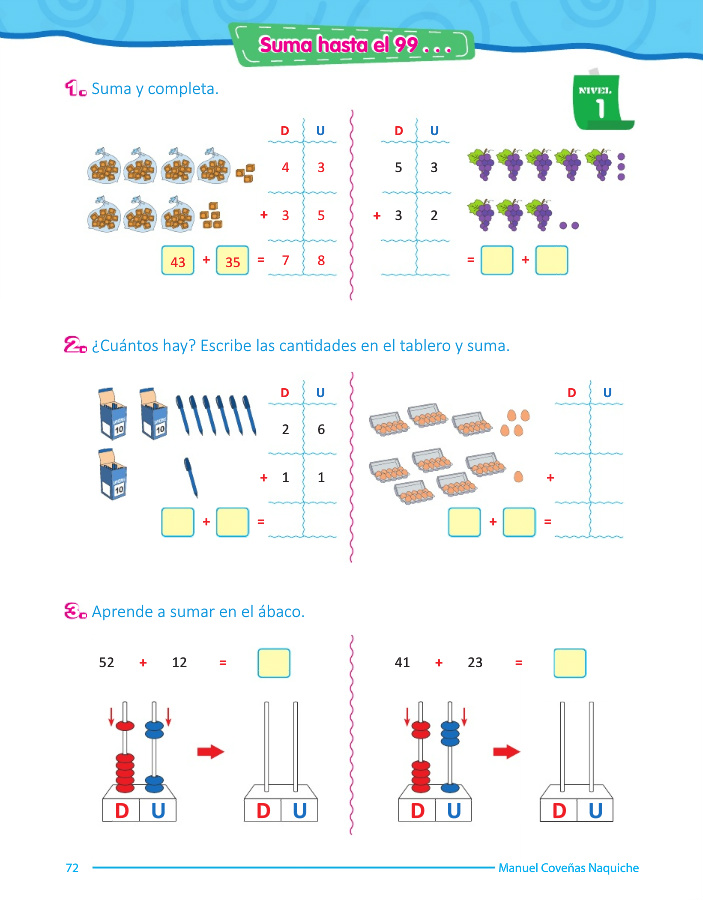 Suma hasta el 99 . . .
1. Suma y completa.
NIVEL
1
D U
4 3
+ 3 5
43 + 35 = 7 8
D U
5 3
+ 3 2
= +
2. ¿Cuántos hay? Escribe las cantidades en el tablero y suma.
D U
10 10
2 6
10
+ 1 1
+ =
D U
+
+ =
3. Aprende a sumar en el ábaco.
52 + 12 =
D U
D U
41 + 23 =
D U
D U
72
Manuel Coveñas Naquiche